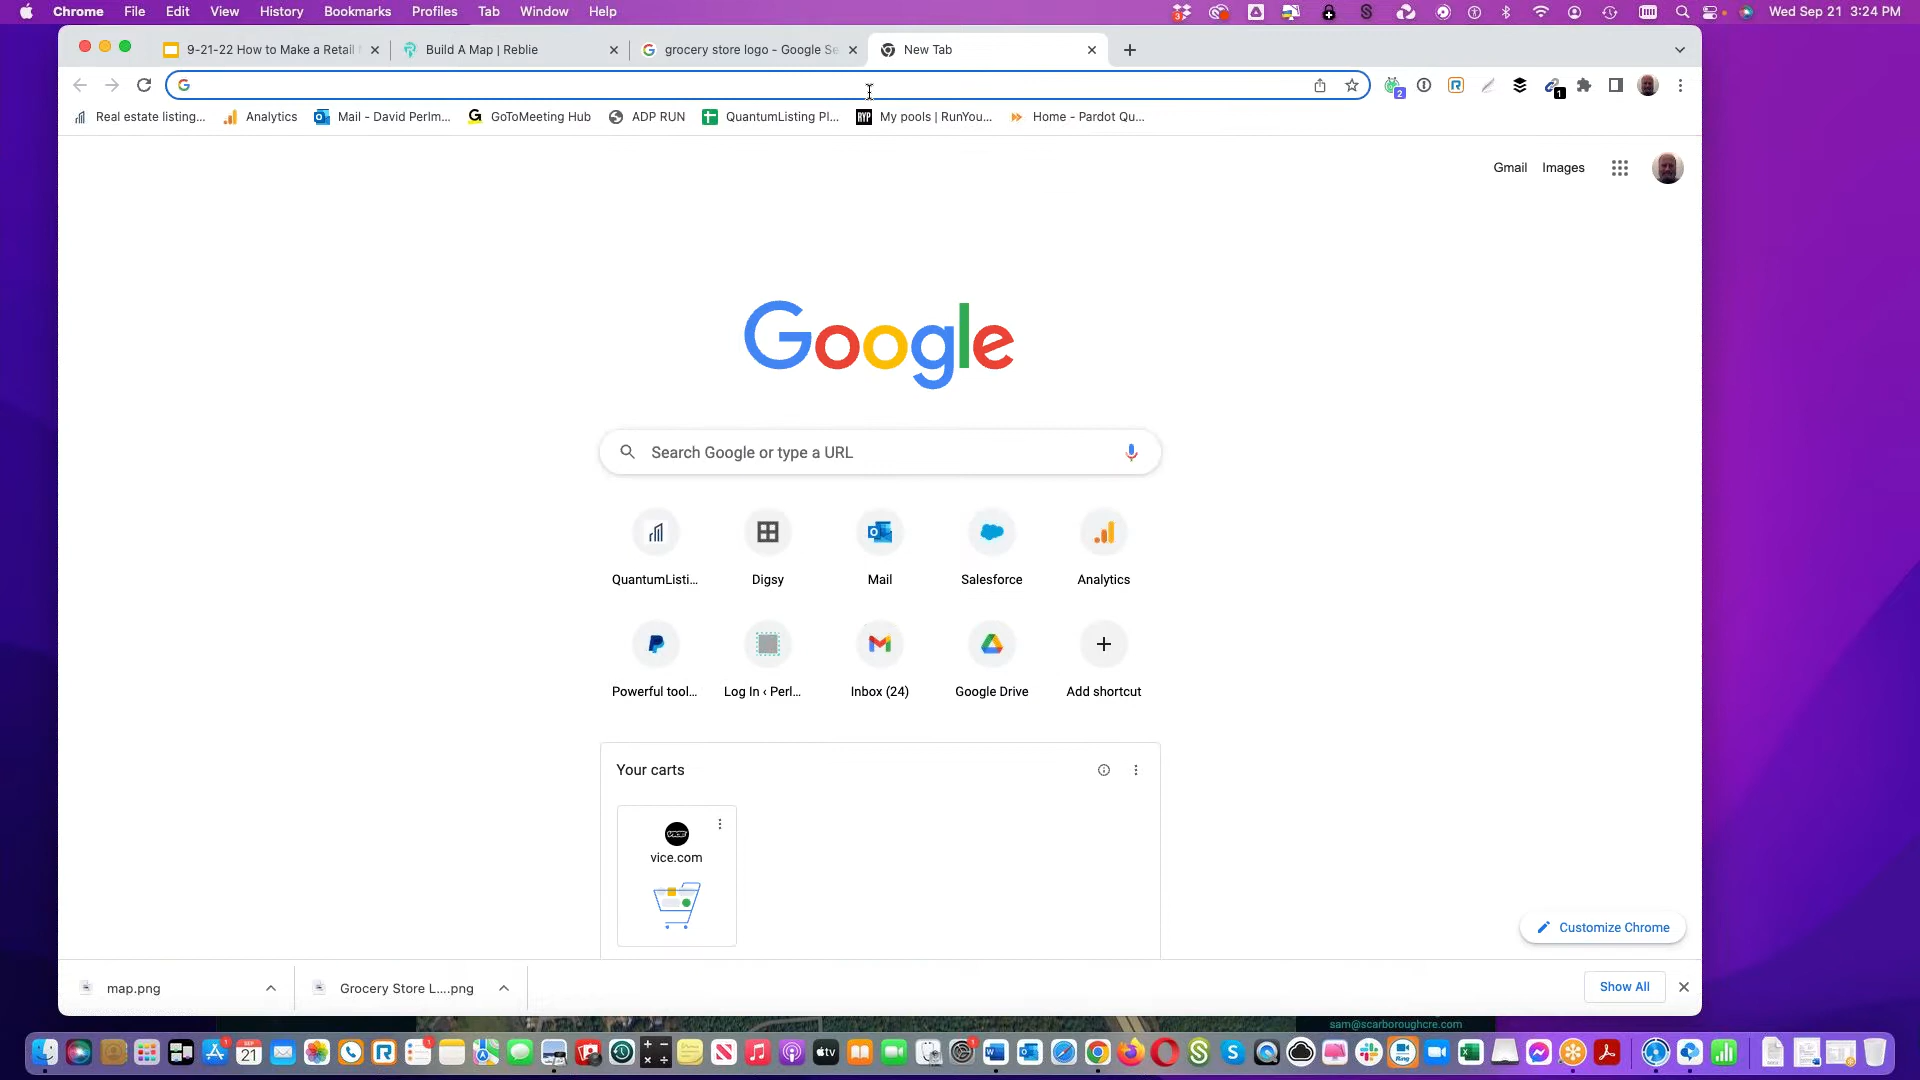 Chrome File Edit View History Bookmarks Profiles Tab Window Help Wed Sep 21 3:24 PM
9-21-22 How to Make a Retail Build A Map | Reblie grocery store logo - Google Se New Tab
Real estate listing... Analytics Mail - David Perlm... GoToMeeting Hub ADP RUN QuantumListing Pl... My pools | RunYou... Home - Pardot Qu...
Gmail Images
Google
Search Google or type a URL
QuantumListi... Digsy Mail Salesforce Analytics
Powerful tool... Log In ‹ Perl... Inbox (24) Google Drive Add shortcut
Your carts
vice.com
Customize Chrome
map.png Grocery Store L....png Show All
sam@scarboroughcre.com